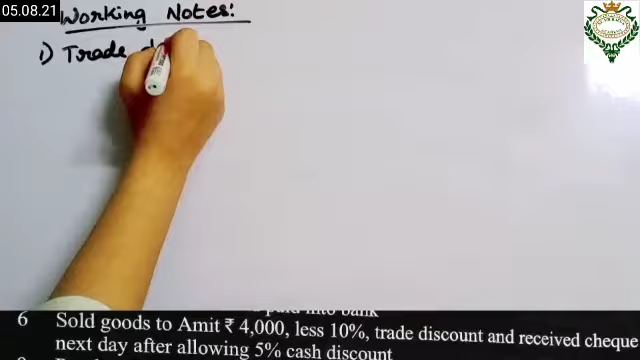 05.08.21
Working Notes:
i) Trade
6 Sold goods to Amit ₹ 4,000, less 10%, trade discount and received cheque
next day after allowing 5% cash discount